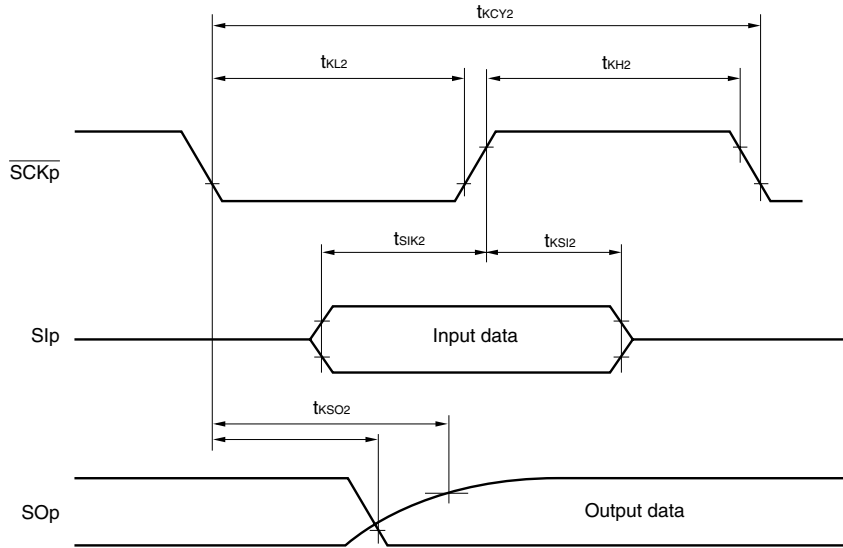 tKCY2
tKL2
tKH2
SCKp
tSIK2
tKSI2
SIp
Input data
tKSO2
SOp
Output data